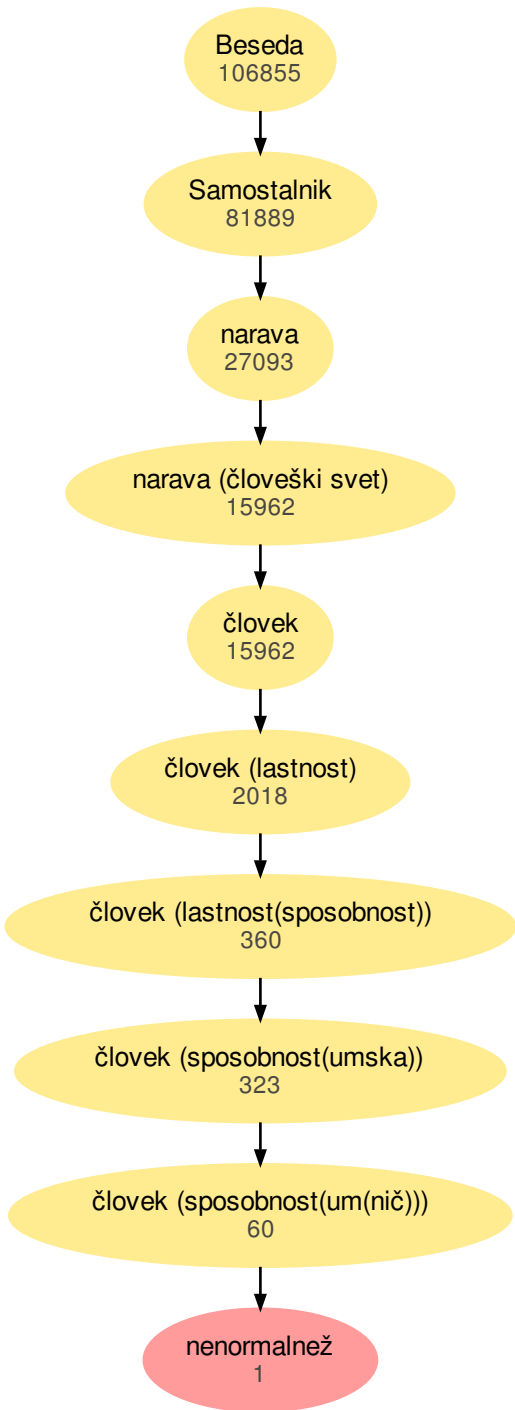 Beseda
106855
Samostalnik
81889
narava
27093
narava (človeški svet)
15962
človek
15962
človek (lastnost)
2018
človek (lastnost(sposobnost))
360
človek (sposobnost(umska))
323
človek (sposobnost(um(nič)))
60
nenormalnež
1